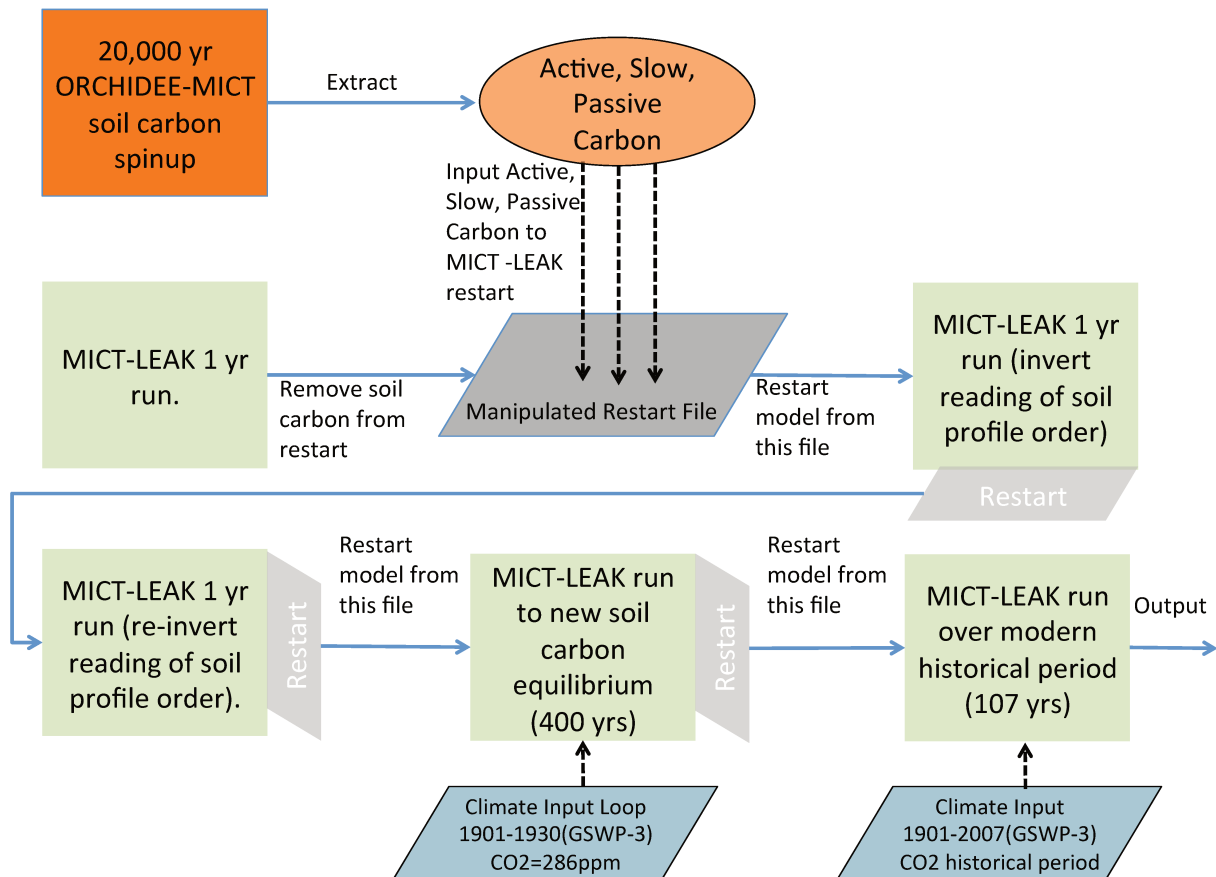 20,000 yr
ORCHIDEE-MICT
soil carbon
spinup
Extract
Active, Slow,
Passive
Carbon
Input Active,
Slow, Passive
Carbon to
MICT -LEAK
restart
MICT-LEAK 1 yr
run.
Remove soil
carbon from
restart
Manipulated Restart File
Restart
model from
this file
MICT-LEAK 1 yr
run (invert
reading of soil
profile order)
Restart
MICT-LEAK 1 yr
run (re-invert
reading of soil
profile order).
Restart
Restart
model from
this file
MICT-LEAK run
to new soil
carbon
equilibrium
(400 yrs)
Restart
Restart
model from
this file
MICT-LEAK run
over modern
historical period
(107 yrs)
Output
Climate Input Loop
1901-1930(GSWP-3)
CO2=286ppm
Climate Input
1901-2007(GSWP-3)
CO2 historical period